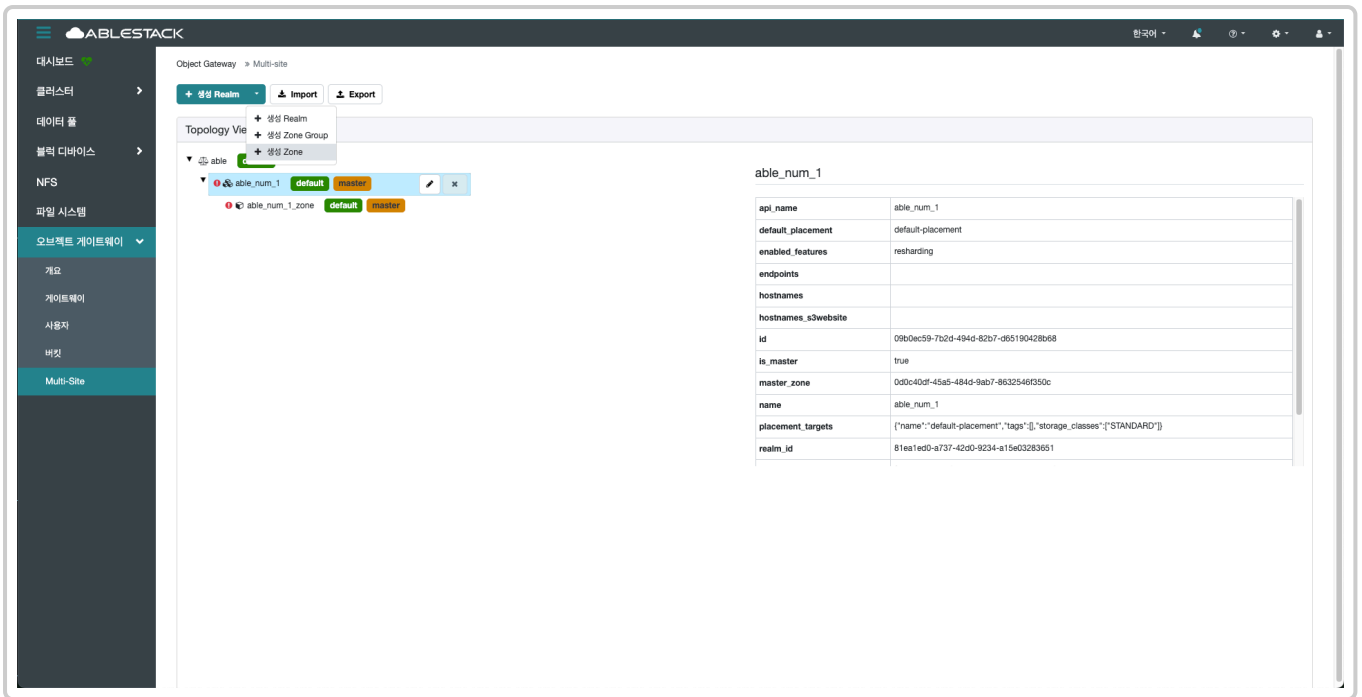 ABLESTACK
한국어
대시보드
클러스터
데이터 풀
블럭 디바이스
NFS
파일 시스템
오브젝트 게이트웨이
개요
게이트웨이
사용자
버킷
Multi-Site
Object Gateway » Multi-site
+ 생성 Realm
Import
Export
+ 생성 Realm
+ 생성 Zone Group
+ 생성 Zone
Topology Vie
able
able_num_1 default master
able_num_1_zone default master
able_num_1
api_name able_num_1
default_placement default-placement
enabled_features resharding
endpoints
hostnames
hostnames_s3website
id 09b0ec59-7b2d-494d-82b7-d65190428b68
is_master true
master_zone 0d0c40df-45a5-484d-9ab7-8632546f350c
name able_num_1
placement_targets {"name":"default-placement","tags":[],"storage_classes":["STANDARD"]}
realm_id 81ea1ed0-a737-42d0-9234-a15e03283651